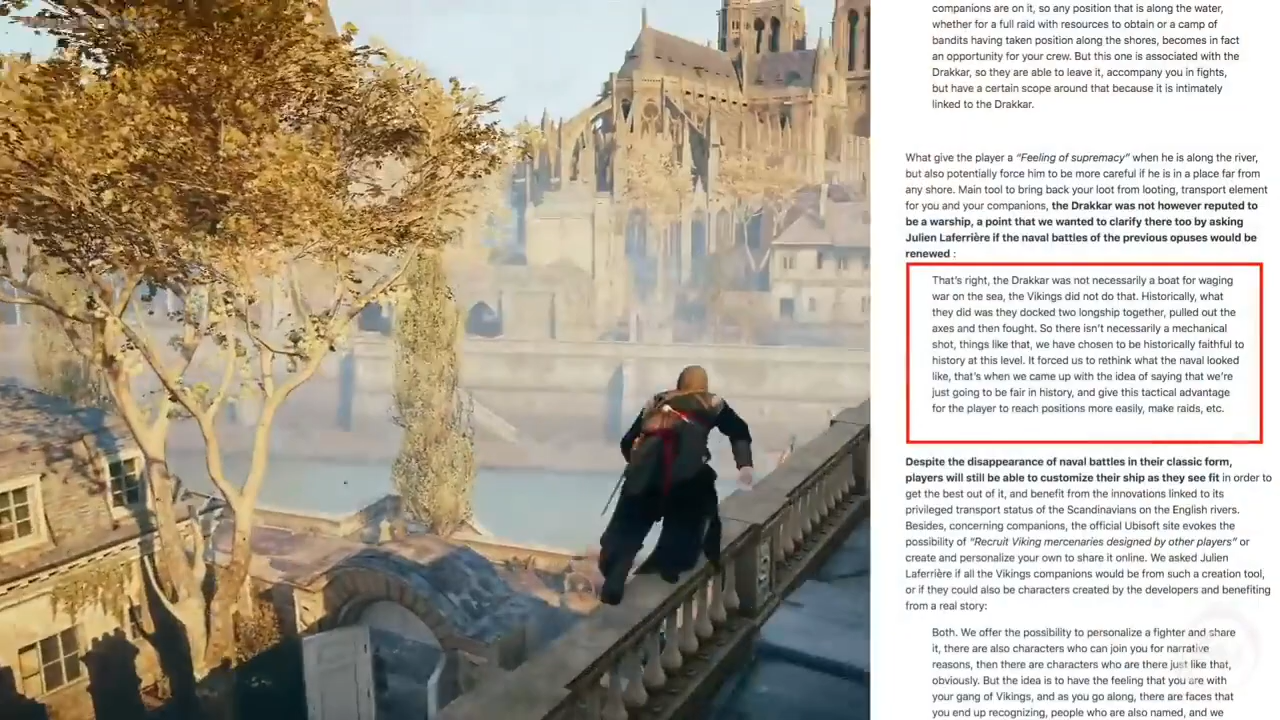 companions are on it, so any position that is along the water,
whether for a full raid with resources to obtain or a camp of
bandits having taken position along the shores, becomes in fact
an opportunity for your crew. But this one is associated with the
Drakkar, so they are able to leave it, accompany you in fights,
but have a certain scope around that because it is intimately
linked to the Drakkar.
What give the player a “Feeling of supremacy” when he is along the river,
but also potentially force him to be more careful if he is in a place far from
any shore. Main tool to bring back your loot from looting, transport element
for you and your companions, the Drakkar was not however reputed to
be a warship, a point that we wanted to clarify there too by asking
Julien Laferrière if the naval battles of the previous opuses would be
renewed :
That's right, the Drakkar was not necessarily a boat for waging
war on the sea, the Vikings did not do that. Historically, what
they did was they docked two longship together, pulled out the
axes and then fought. So there isn't necessarily a mechanical
shot, things like that, we have chosen to be historically faithful to
history at this level. It forced us to rethink what the naval looked
like, that's when we came up with the idea of saying that we're
just going to be fair in history, and give this tactical advantage
for the player to reach positions more easily, make raids, etc.
Despite the disappearance of naval battles in their classic form,
players will still be able to customize their ship as they see fit in order to
get the best out of it, and benefit from the innovations linked to its
privileged transport status of the Scandinavians on the English rivers.
Besides, concerning companions, the official Ubisoft site evokes the
possibility of “Recruit Viking mercenaries designed by other players” or
create and personalize your own to share it online. We asked Julien
Laferrière if all the Vikings companions would be from such a creation tool,
or if they could also be characters created by the developers and benefiting
from a real story:
Both. We offer the possibility to personalize a fighter and share
it, there are also characters who can join you for narrative
reasons, then there are characters who are there just like that,
obviously. But the idea is to have the feeling that you are with
your gang of Vikings, and as you go along, there are faces that
you end up recognizing, people who are also named, and we